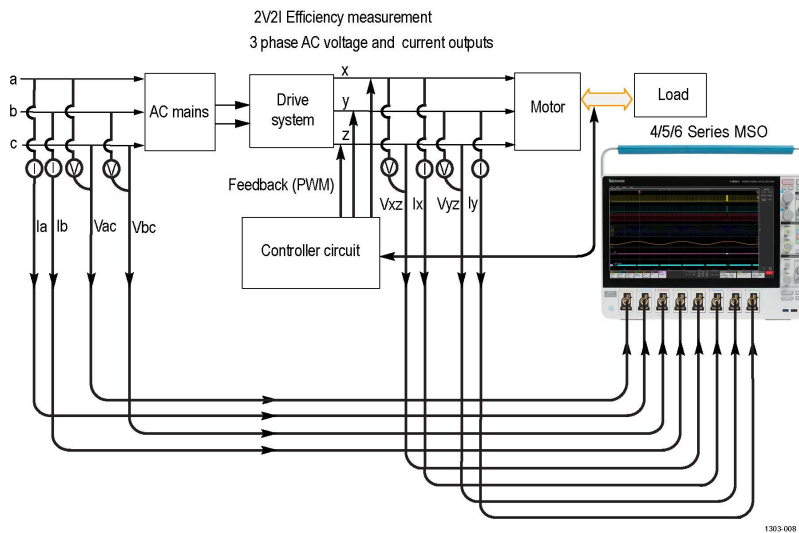 2V2I Efficiency measurement
3 phase AC voltage and current outputs
a
b
c
AC mains
Drive
system
x
y
z
Motor
Load
4/5/6 Series MSO
Tektronix
I
I
V
V
V
I
V
I
Feedback (PWM)
Ia
Ib
Vac
Vbc
Vxz
Ix
Vyz
Iy
Controller circuit
1303-008